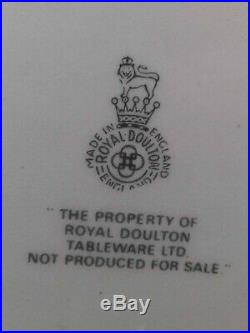 MADE IN ENGLAND
ROYAL DOULTON
ENGLAND
"THE PROPERTY OF
ROYAL DOULTON
TABLEWARE LTD.
NOT PRODUCED FOR SALE"